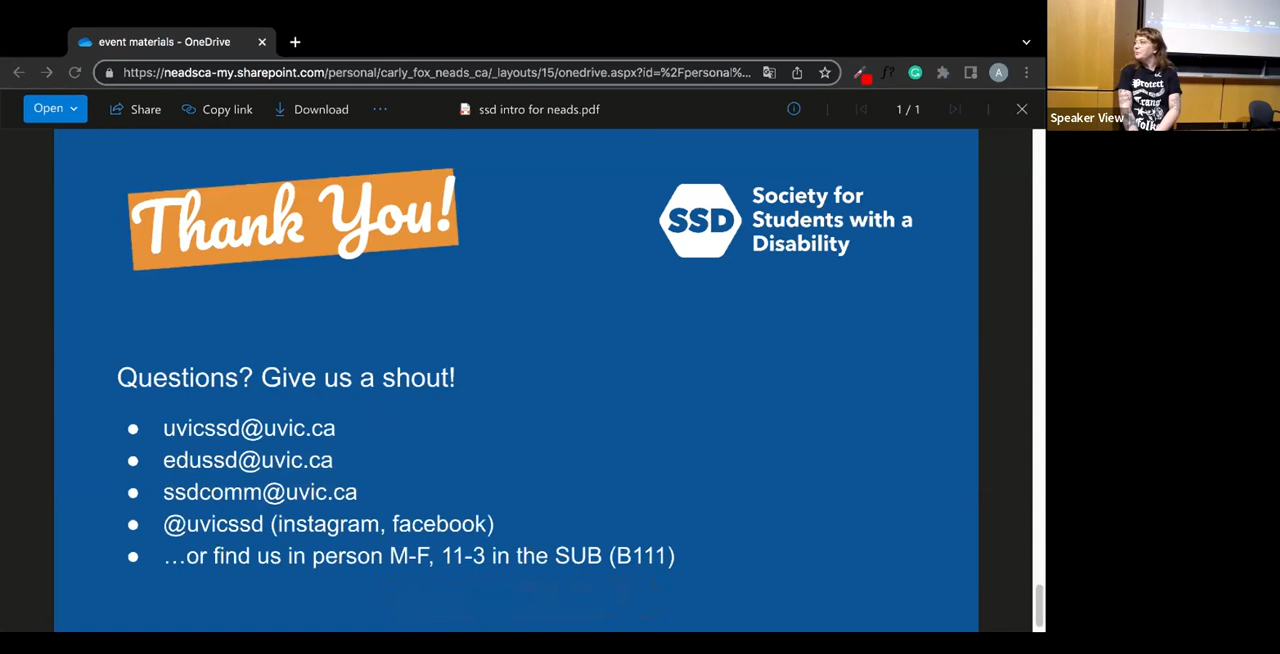 event materials - OneDrive
https://neadsca-my.sharepoint.com/personal/carly_fox_neads_ca/_layouts/15/onedrive.aspx?id=%2Fpersonal%...
A
Open
Share
Copy link
Download
ssd intro for neads.pdf
1 / 1
Protect
Trans
Folks
Speaker View
Thank You!
SSD
Society for
Students with a
Disability
Questions? Give us a shout!
● uvicssd@uvic.ca
● edussd@uvic.ca
● ssdcomm@uvic.ca
● @uvicssd (instagram, facebook)
● …or find us in person M-F, 11-3 in the SUB (B111)